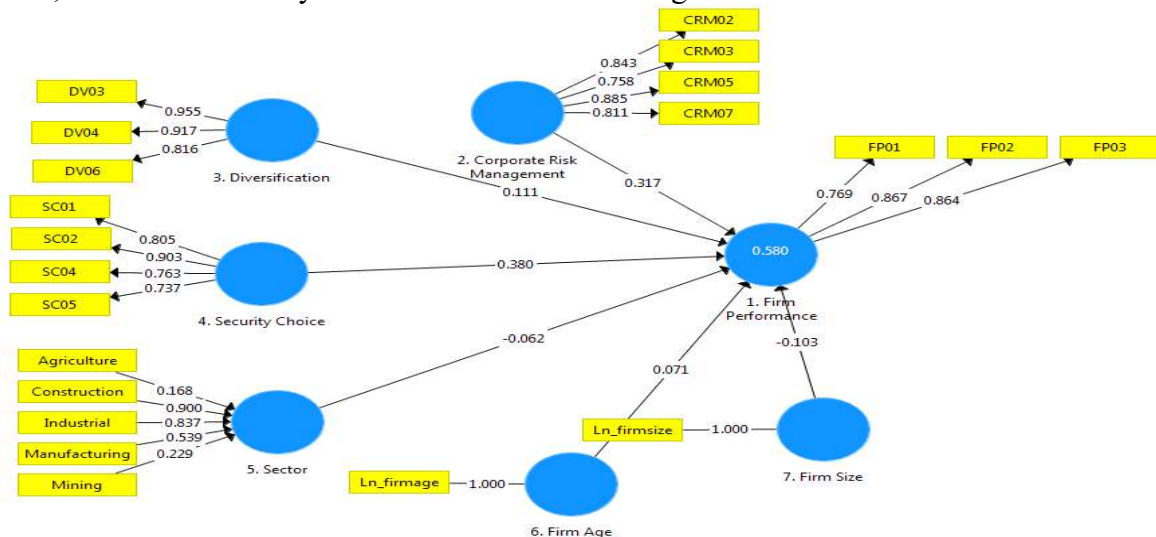 CRM02
CRM03
CRM05
CRM07
0.843
0.758
0.885
0.811
2. Corporate Risk
Management
0.317
DV03
DV04
DV06
0.955
0.917
0.816
3. Diversification
0.111
FP01
FP02
FP03
0.769
0.867
0.864
0.580
1. Firm
Performance
SC01
SC02
SC04
SC05
0.805
0.903
0.763
0.737
4. Security Choice
0.380
Agriculture
Construction
Industrial
Manufacturing
Mining
0.168
0.900
0.837
0.539
0.229
5. Sector
-0.062
0.071
-0.103
Ln_firmsize
1.000
7. Firm Size
Ln_firmage
1.000
6. Firm Age